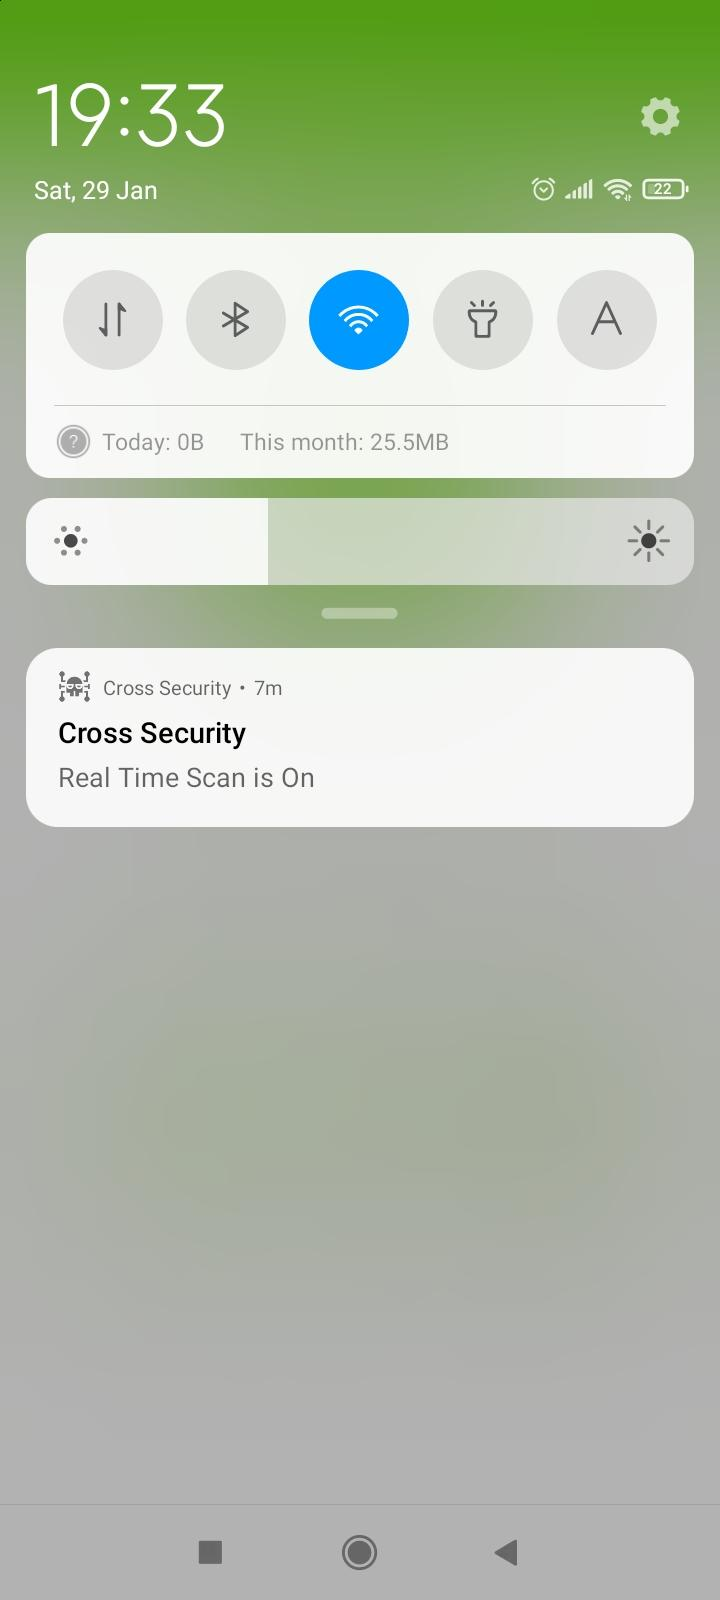 19:33
Sat, 29 Jan
22
A
? Today: 0B This month: 25.5MB
Cross Security • 7m
Cross Security
Real Time Scan is On